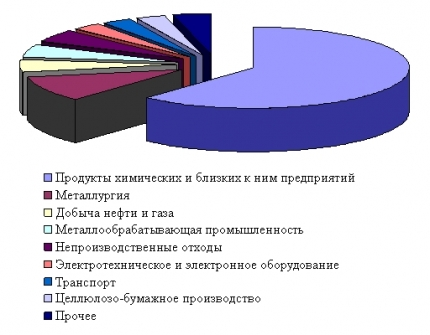 Продукты химических и близких к ним предприятий
Металлургия
Добыча нефти и газа
Металлообрабатывающая промышленность
Непроизводственные отходы
Электротехническое и электронное оборудование
Транспорт
Целлюлозо-бумажное производство
Прочее